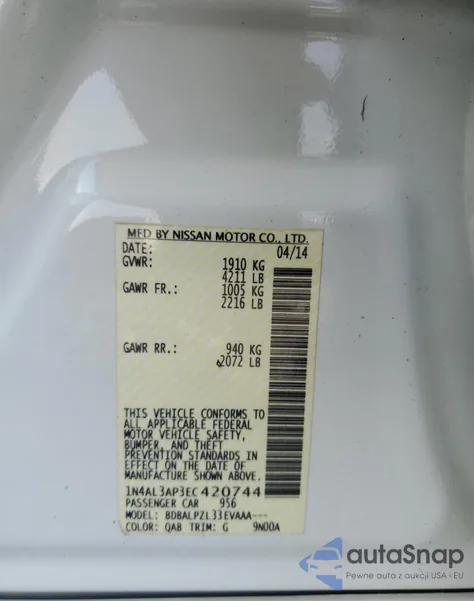 MFD BY NISSAN MOTOR CO., LTD.
DATE: 04/14
GVWR: 1910 KG
4211 LB
GAWR FR.: 1005 KG
2216 LB
GAWR RR.: 940 KG
2072 LB
THIS VEHICLE CONFORMS TO
ALL APPLICABLE FEDERAL
MOTOR VEHICLE SAFETY,
BUMPER, AND THEFT
PREVENTION STANDARDS IN
EFFECT ON THE DATE OF
MANUFACTURE SHOWN ABOVE.
1N4AL3AP3EC420744
PASSENGER CAR 956
MODEL: BDBALPZL33EVAAA---
COLOR: QAB TRIM: G 9N00A
autaSnap
Pewne auta z aukcji USA i EU